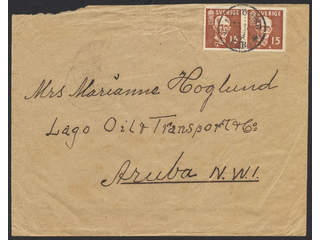 SVERIGE SVERIGE
15 15
Mrs Marianne Hoglund
Lago Oil & Transport & Co
Aruba N.W.I.